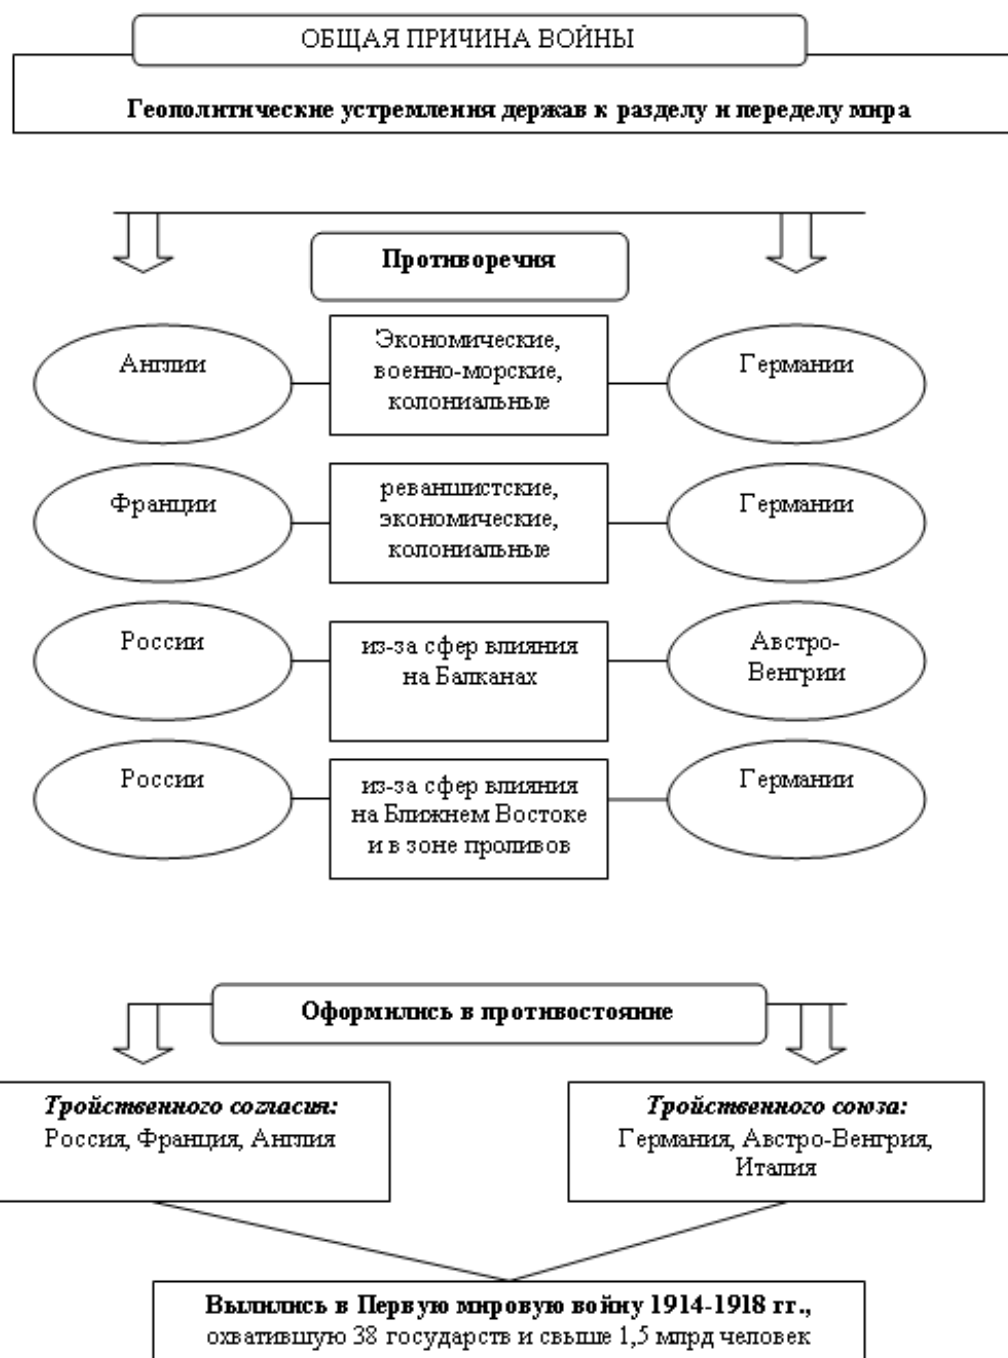 ОБЩАЯ ПРИЧИНА ВОЙНЫ
Геополитические устремления держав к разделу и переделу мира
Противоречия
Англии
Экономические,
военно-морские,
колониальные
Германии
Франции
реваншистские,
экономические,
колониальные
Германии
России
из-за сфер влияния
на Балканах
Австро-
Венгрии
России
из-за сфер влияния
на Ближнем Востоке
и в зоне проливов
Германии
Оформились в противостояние
Тройственного согласия:
Россия, Франция, Англия
Тройственного союза:
Германия, Австро-Венгрия,
Италия
Вылились в Первую мировую войну 1914-1918 гг.,
охватившую 38 государств и свыше 1,5 млрд человек